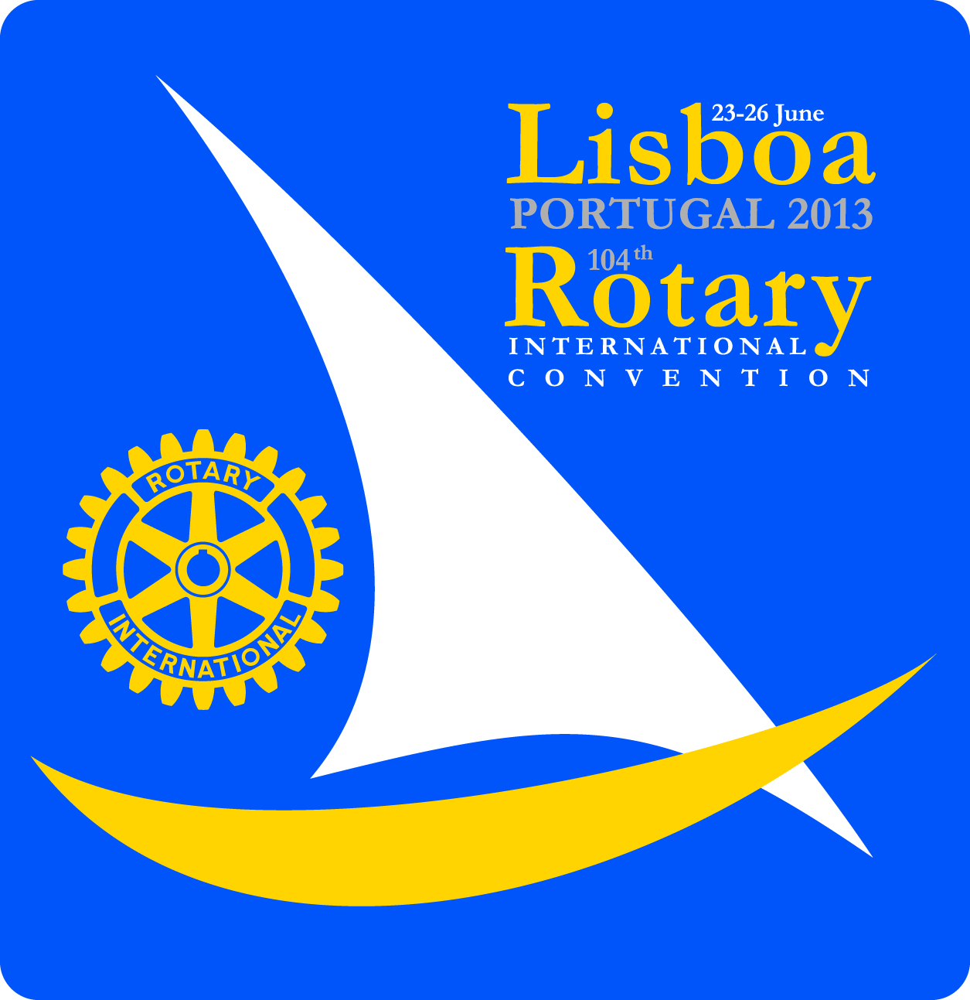 23-26 June
Lisboa
PORTUGAL 2013
104th
Rotary
INTERNATIONAL
CONVENTION
ROTARY
INTERNATIONAL